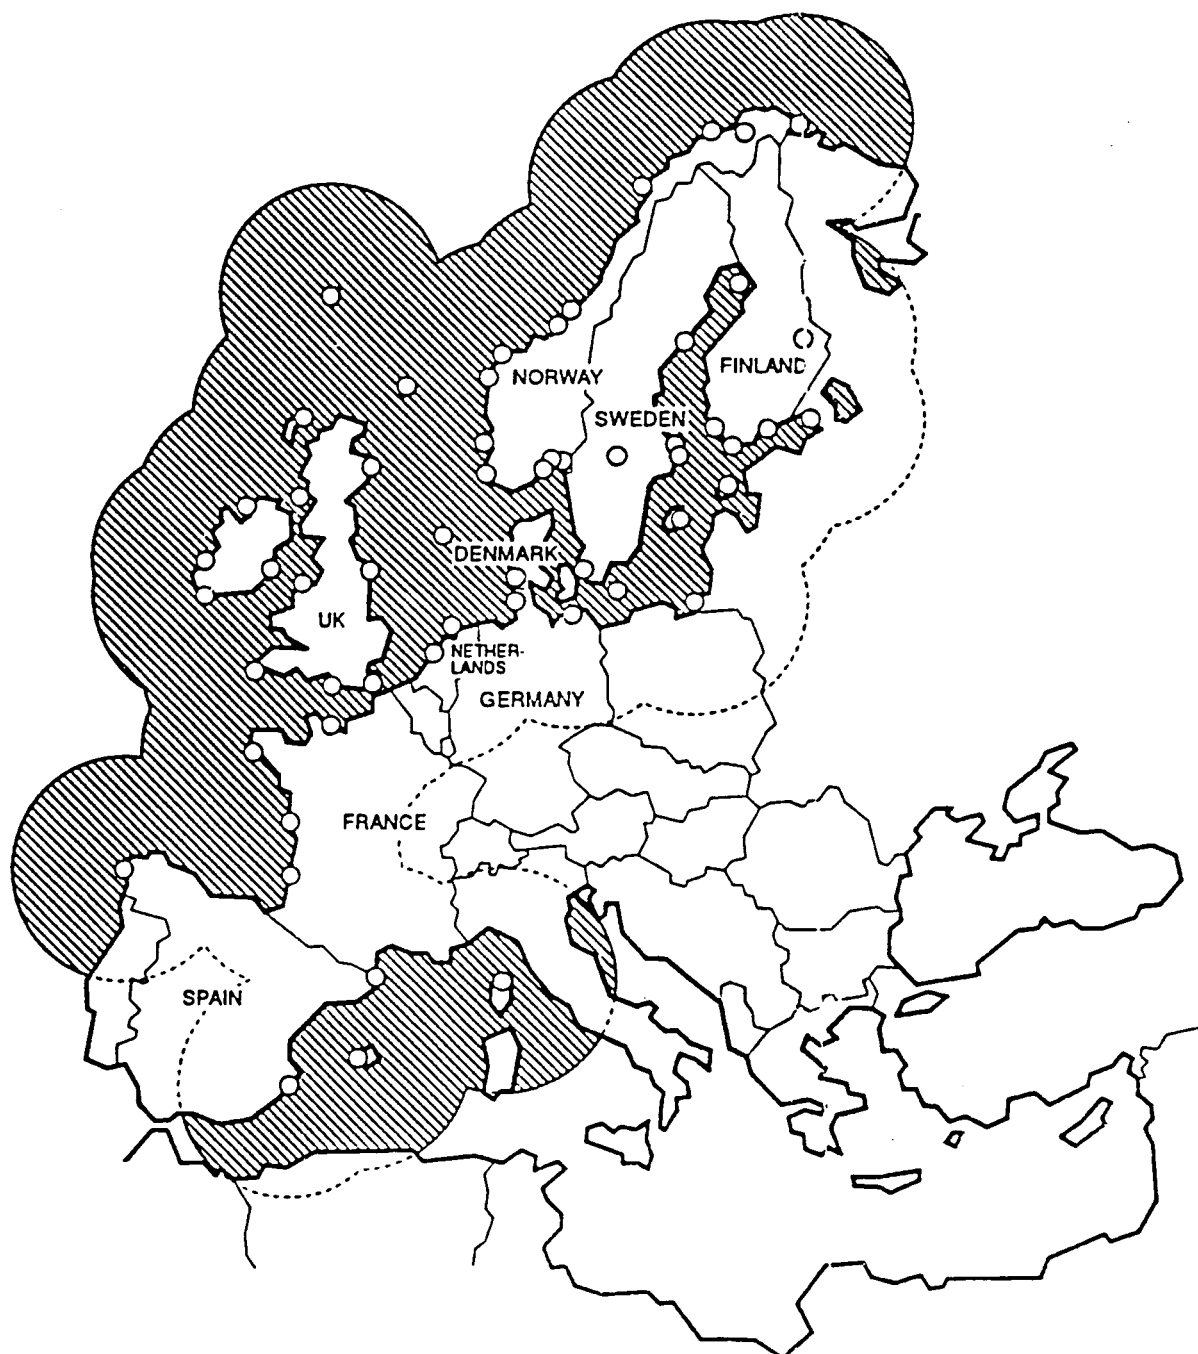 NORWAY
FINLAND
SWEDEN
DENMARK
UK
NETHER-
LANDS
GERMANY
FRANCE
SPAIN